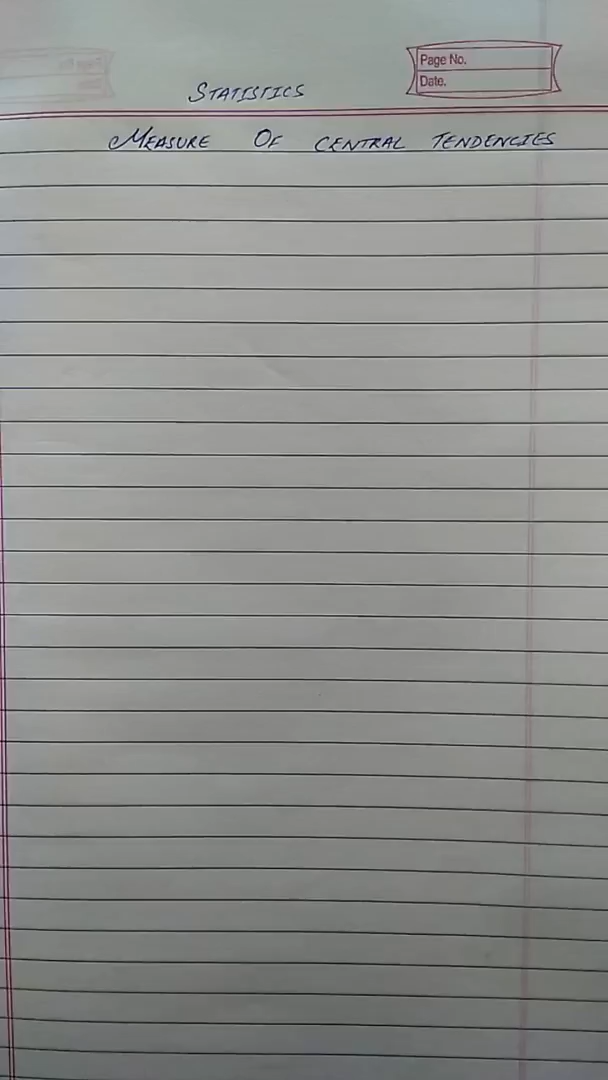 Page No.
Date.
STATISTICS
MEASURE OF CENTRAL TENDENCIES